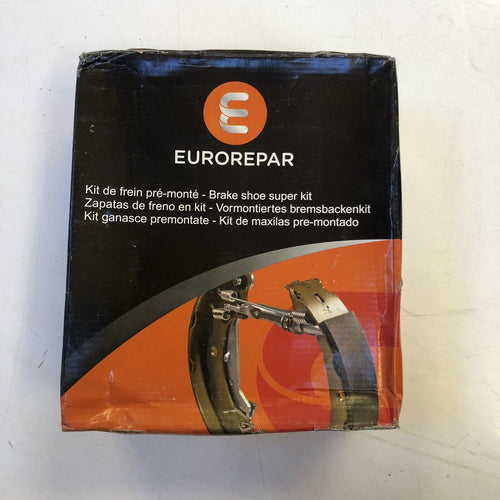 EUROREPAR
Kit de frein pré-monté - Brake shoe super kit
Zapatas de freno en kit - Vormontiertes bremsbackenkit
Kit ganasce premontate - Kit de maxilas pre-montado